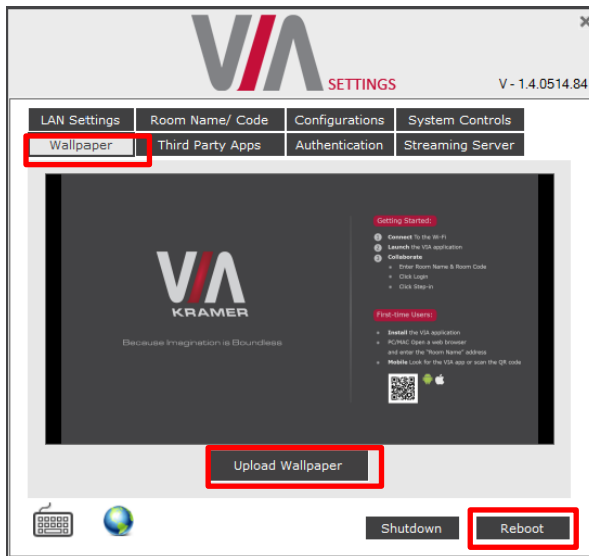 VIA SETTINGS
V - 1.4.0514.84
LAN Settings Room Name/ Code Configurations System Controls
Wallpaper Third Party Apps Authentication Streaming Server
Getting Started:
1 Connect To the Wi-Fi
2 Launch the VIA application
3 Collaborate
Enter Room Name & Room Code
Click Login
Click Step-in
VIA
KRAMER
Because Imagination is Boundless
First-time Users:
Install the VIA application
PC/MAC Open a web browser
and enter the "Room Name" address
Mobile Look for the VIA app or scan the QR code
Upload Wallpaper
Shutdown Reboot